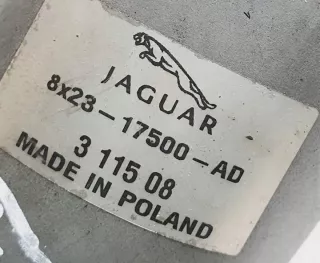 JAGUAR
8x23-17500-AD
3 115 08
MADE IN POLAND